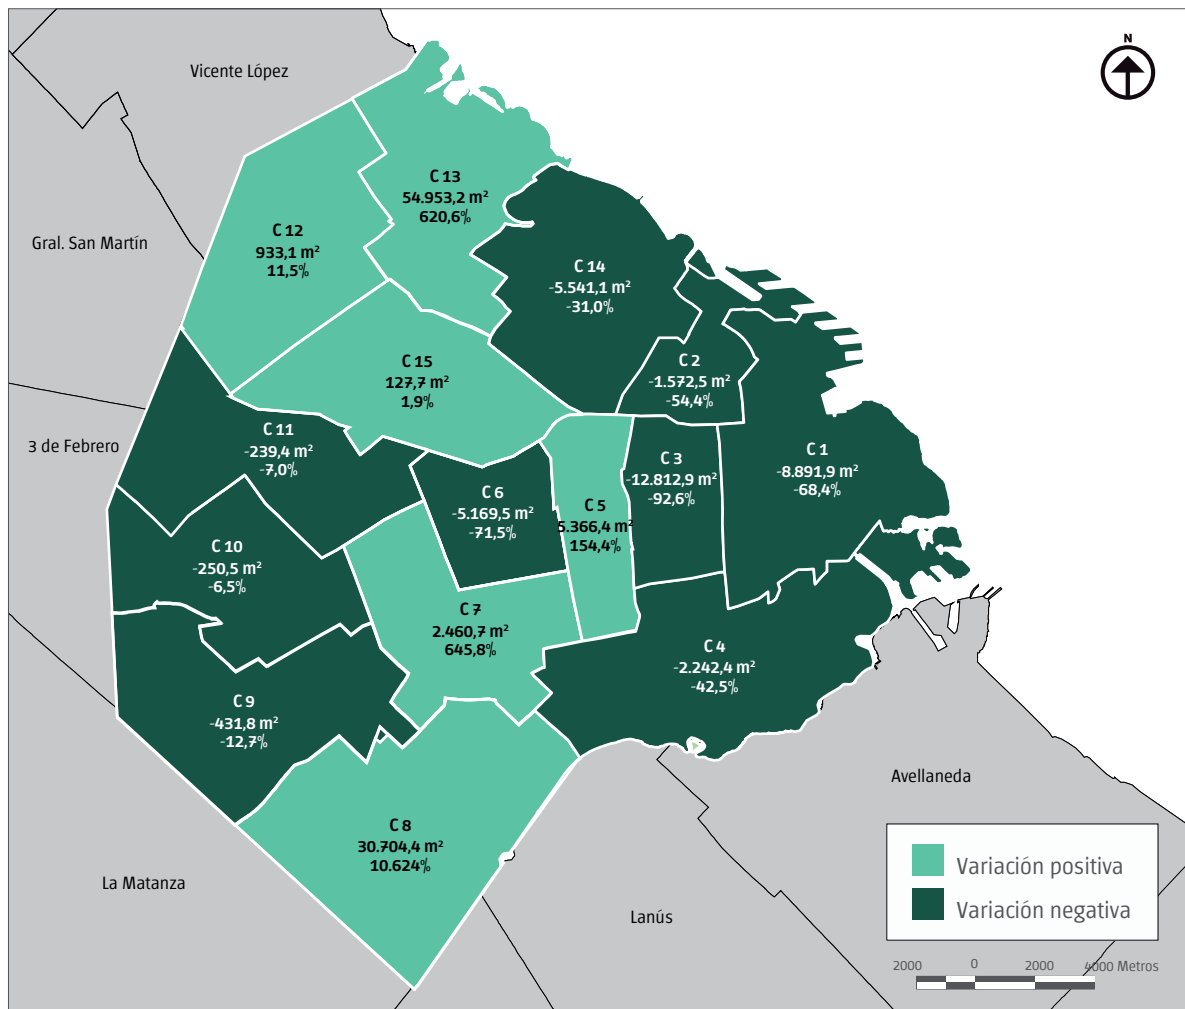 N
Vicente López
C 13
54.953,2 m²
620,6%
C 12
933,1 m²
11,5%
Gral. San Martín
C 14
-5.541,1 m²
-31,0%
C 15
127,7 m²
1,9%
C 2
-1.572,5 m²
-54,4%
3 de Febrero
C 11
-239,4 m²
-7,0%
C 1
-8.891,9 m²
-68,4%
C 3
-12.812,9 m²
-92,6%
C 6
-5.169,5 m²
-71,5%
C 5
5.366,4 m²
154,4%
C 10
-250,5 m²
-6,5%
C 7
2.460,7 m²
645,8%
C 4
-2.242,4 m²
-42,5%
C 9
-431,8 m²
-12,7%
Avellaneda
C 8
30.704,4 m²
10.624%
La Matanza
Lanús
Variación positiva
Variación negativa
2000 0 2000 4000 Metros